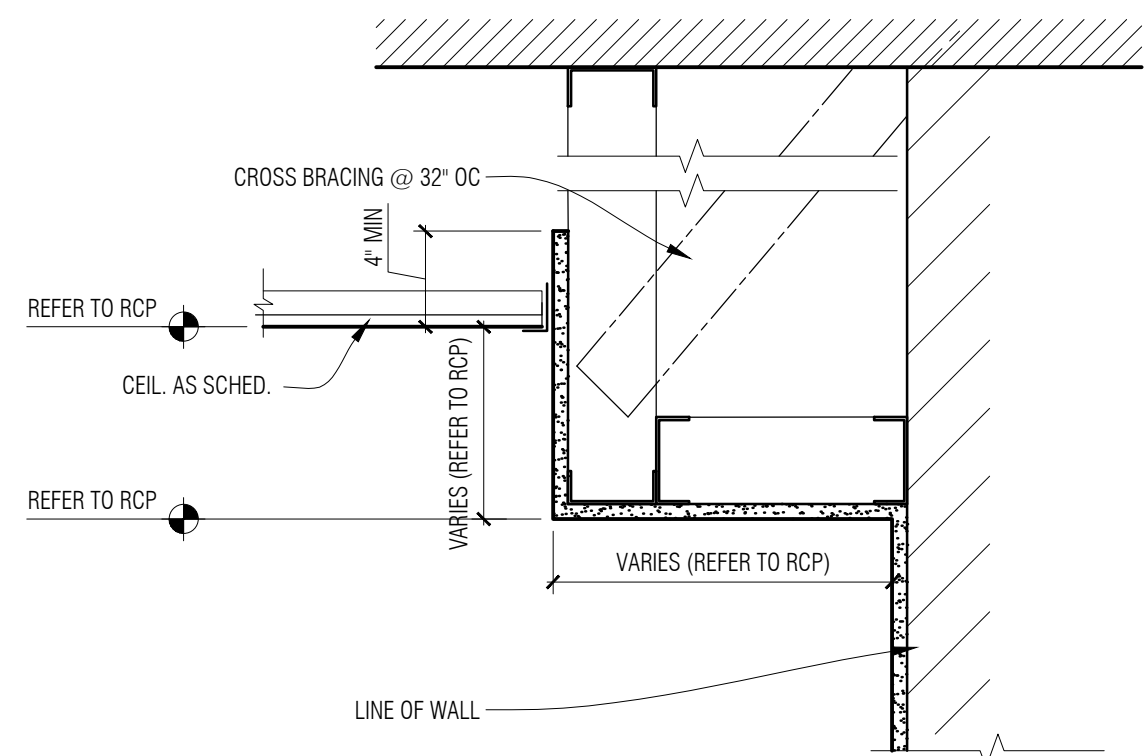 CROSS BRACING @ 32" OC
4" MIN
REFER TO RCP
CEIL. AS SCHED.
VARIES (REFER TO RCP)
REFER TO RCP
VARIES (REFER TO RCP)
LINE OF WALL